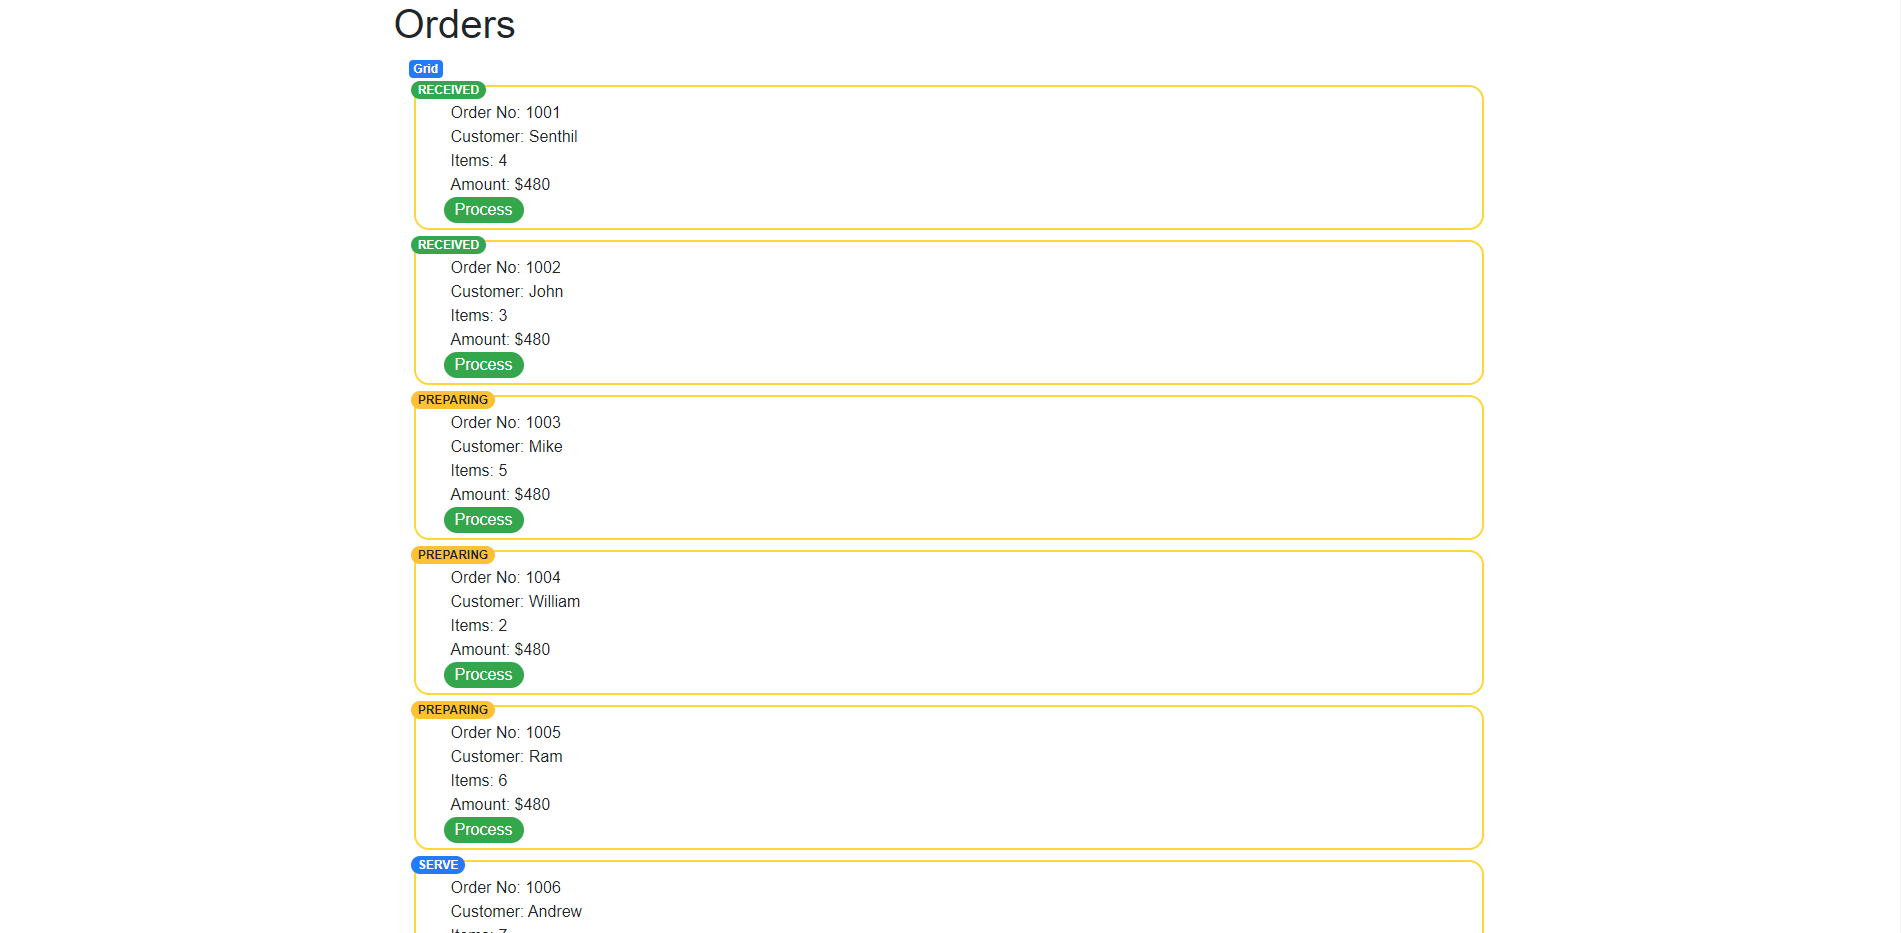 Orders
Grid
RECEIVED
Order No: 1001
Customer: Senthil
Items: 4
Amount: $480
Process
RECEIVED
Order No: 1002
Customer: John
Items: 3
Amount: $480
Process
PREPARING
Order No: 1003
Customer: Mike
Items: 5
Amount: $480
Process
PREPARING
Order No: 1004
Customer: William
Items: 2
Amount: $480
Process
PREPARING
Order No: 1005
Customer: Ram
Items: 6
Amount: $480
Process
SERVE
Order No: 1006
Customer: Andrew
Items: 7